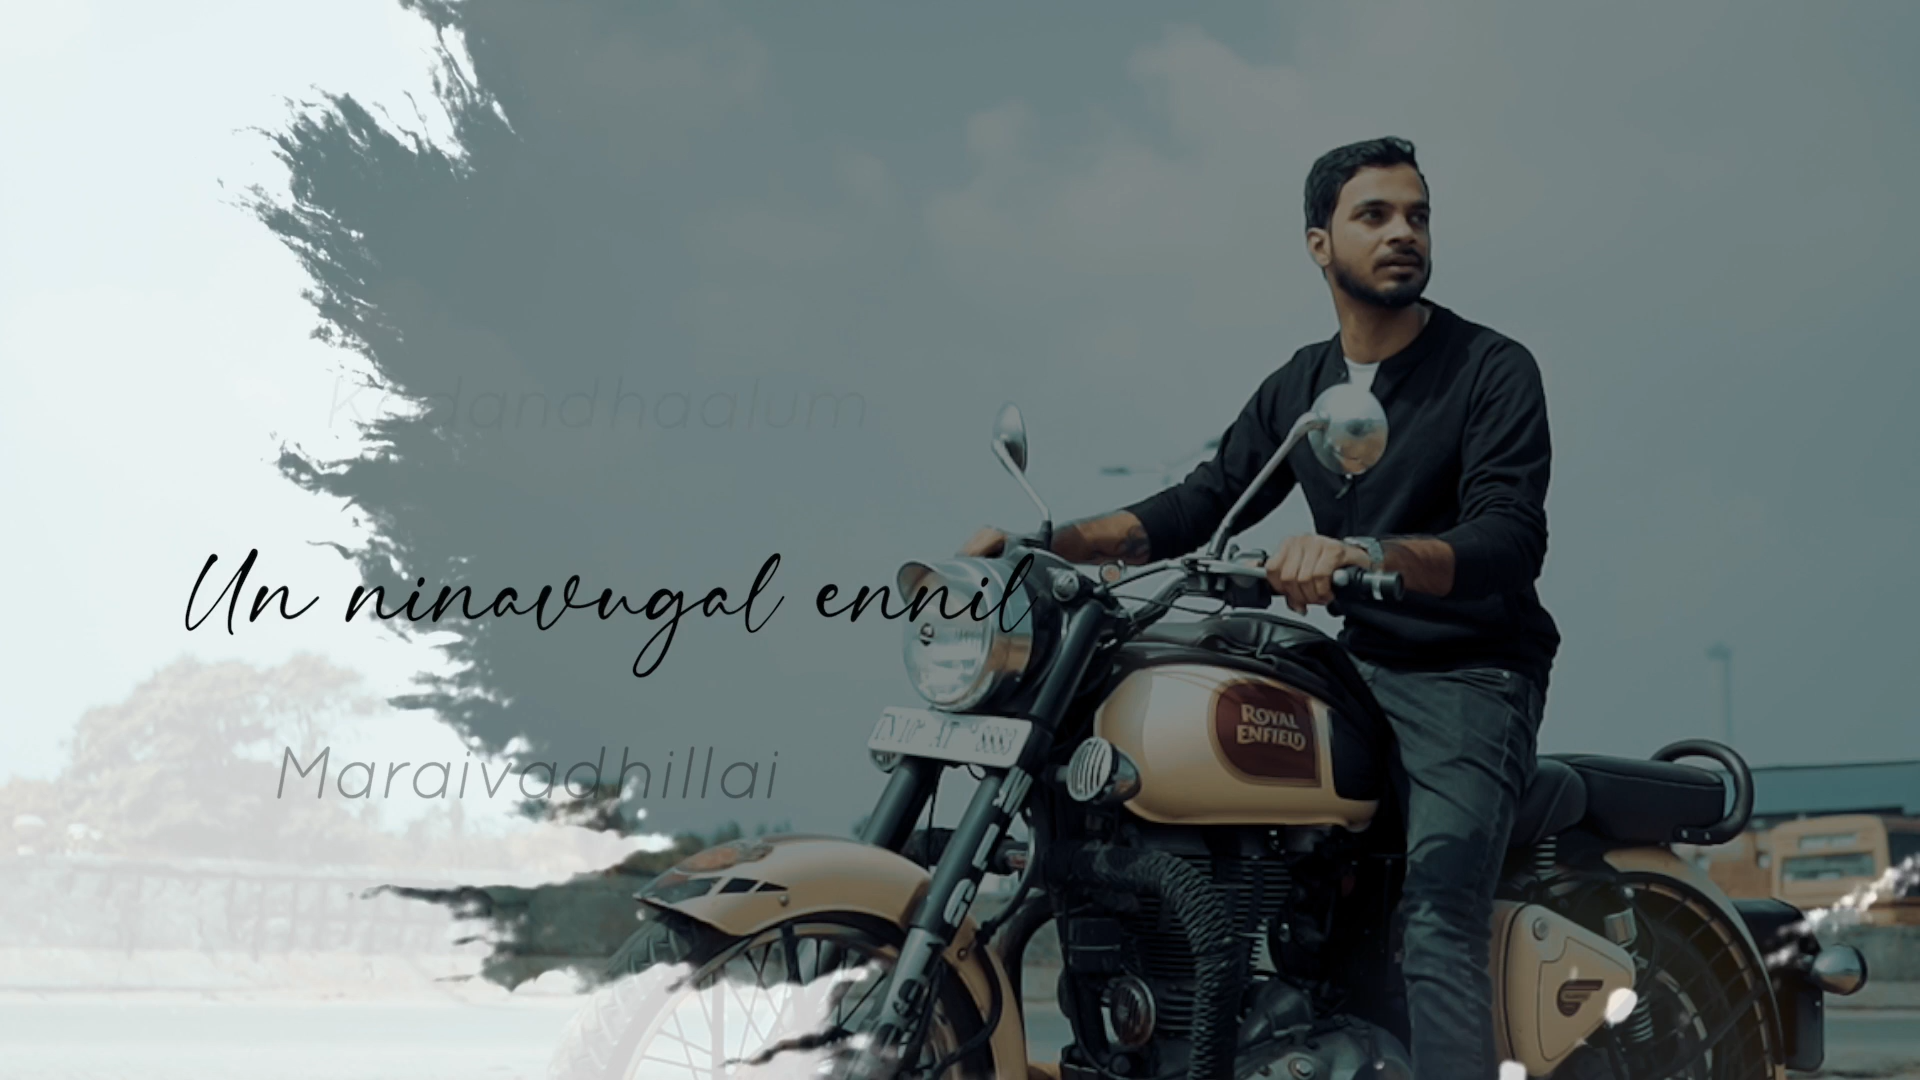 Kadandhaalum
Un ninavugal ennil
Maraivadhillai
ROYAL
ENFIELD